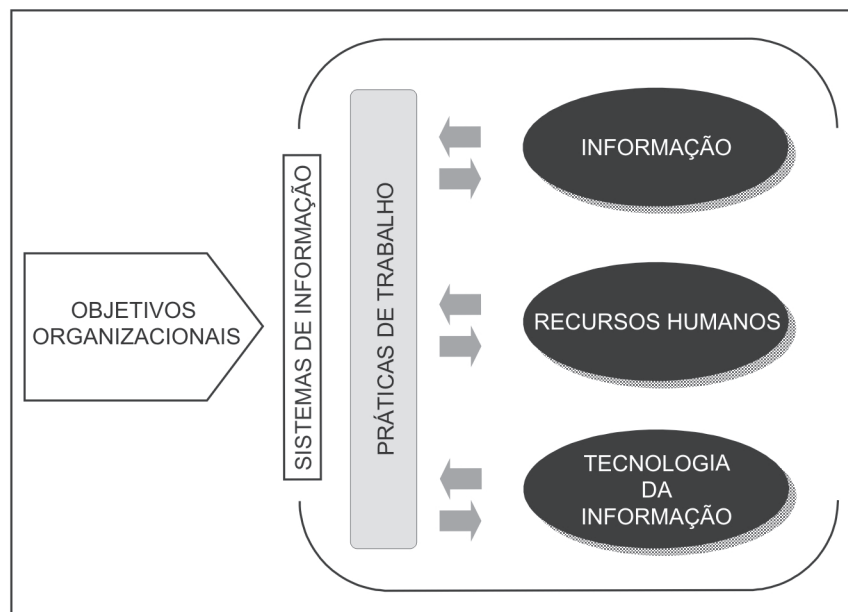 OBJETIVOS
ORGANIZACIONAIS
SISTEMAS DE INFORMAÇÃO
PRÁTICAS DE TRABALHO
INFORMAÇÃO
RECURSOS HUMANOS
TECNOLOGIA
DA
INFORMAÇÃO